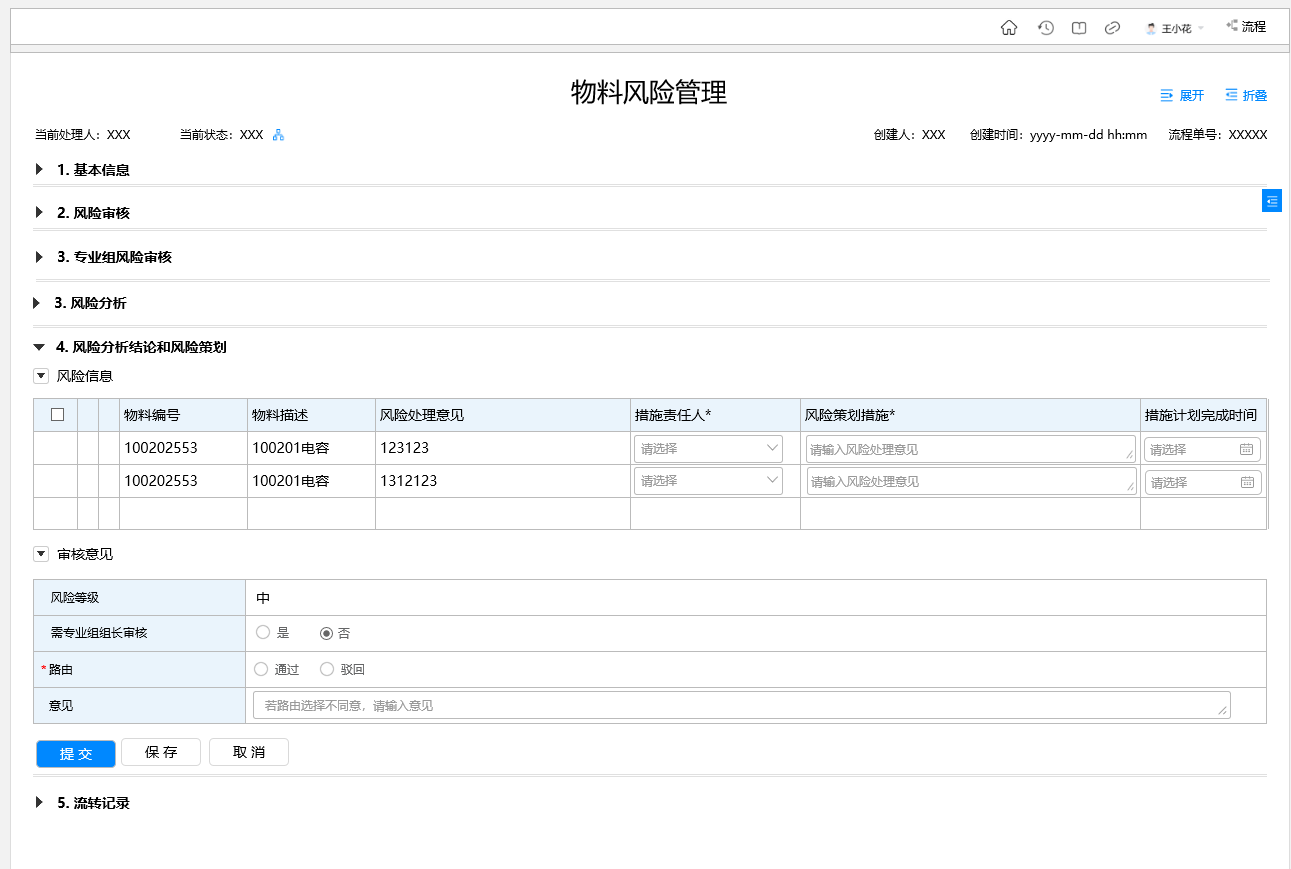 王小花 流程
物料风险管理
展开 折叠
当前处理人：XXX 当前状态：XXX 创建人：XXX 创建时间：yyyy-mm-dd hh:mm 流程单号：XXXXX
1. 基本信息
2. 风险审核
3. 专业组风险审核
3. 风险分析
4. 风险分析结论和风险策划
风险信息
物料编号 物料描述 风险处理意见 措施责任人* 风险策划措施* 措施计划完成时间
100202553 100201电容 123123 请选择 请输入风险处理意见 请选择
100202553 100201电容 1312123 请选择 请输入风险处理意见 请选择
审核意见
风险等级 中
需专业组组长审核 是 否
*路由 通过 驳回
意见 若路由选择不同意，请输入意见
提 交 保 存 取 消
5. 流转记录